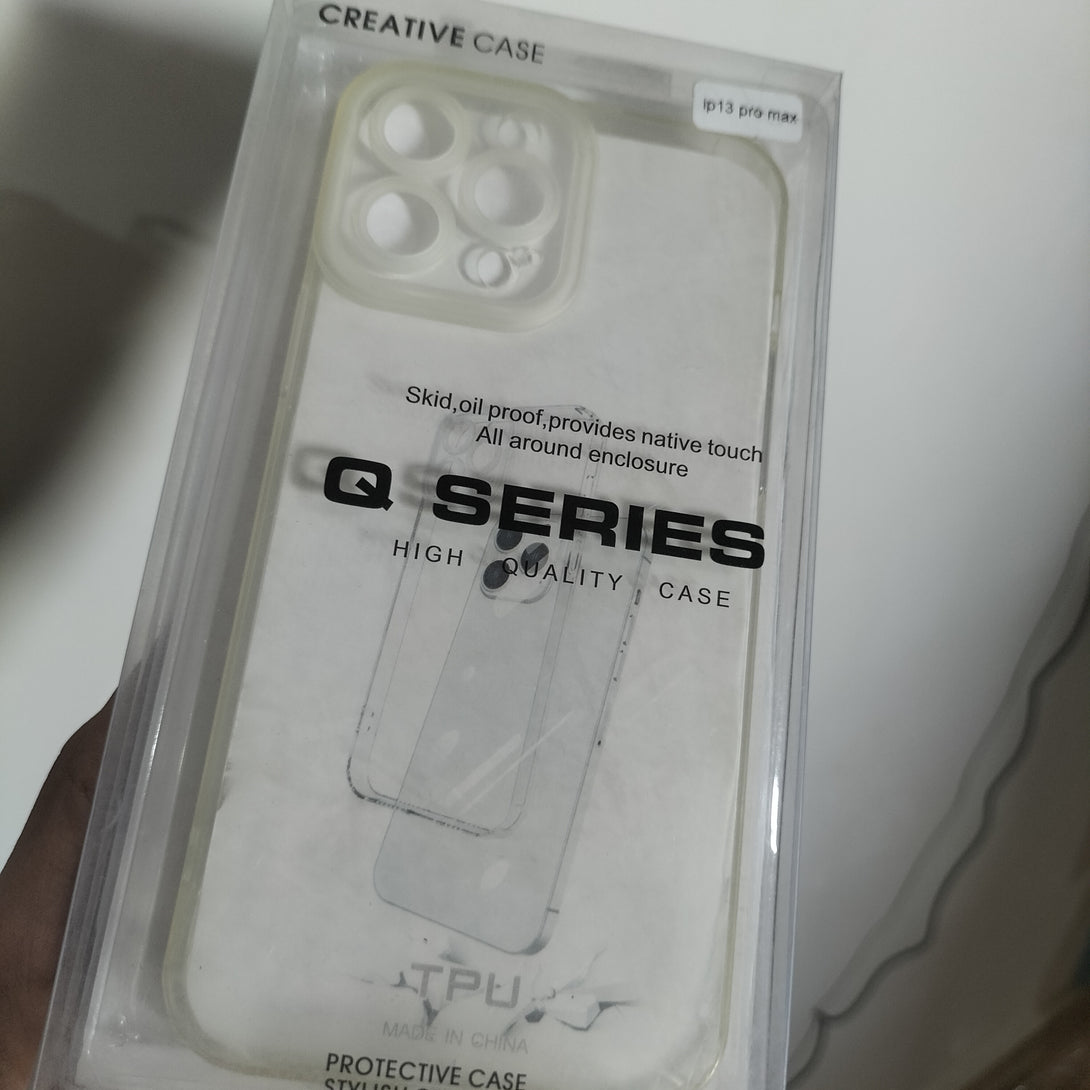 CREATIVE CASE
ip13 pro max
Skid,oil proof,provides native touch
All around enclosure
Q SERIES
HIGH QUALITY CASE
TPU
MADE IN CHINA
PROTECTIVE CASE
STYLISH